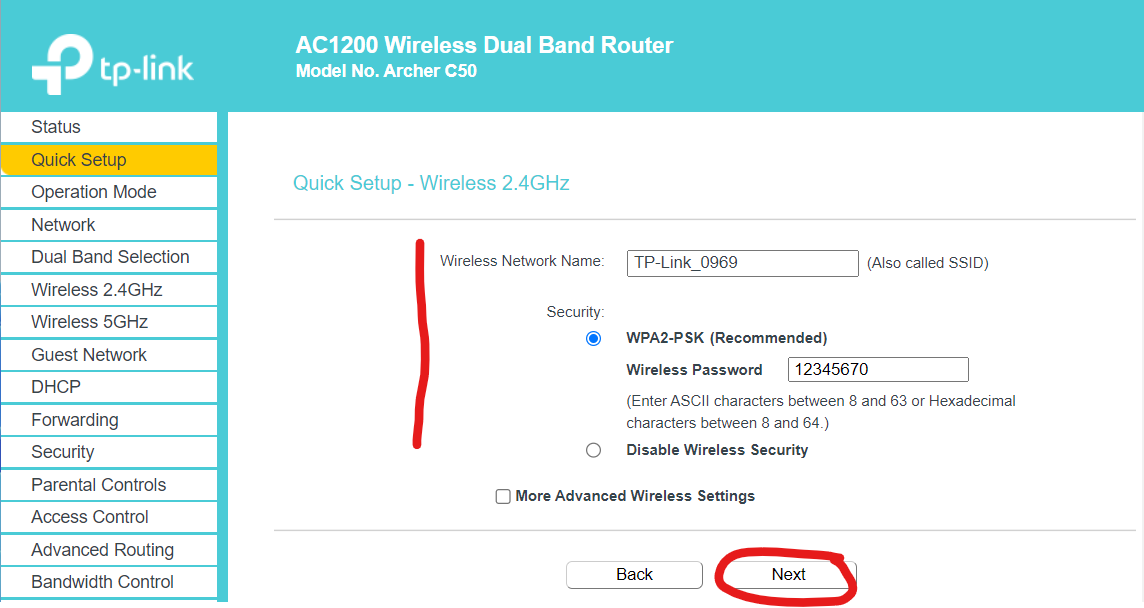 tp-link
AC1200 Wireless Dual Band Router
Model No. Archer C50
Status
Quick Setup
Operation Mode
Network
Dual Band Selection
Wireless 2.4GHz
Wireless 5GHz
Guest Network
DHCP
Forwarding
Security
Parental Controls
Access Control
Advanced Routing
Bandwidth Control
Quick Setup - Wireless 2.4GHz
Wireless Network Name: TP-Link_0969 (Also called SSID)
Security:
WPA2-PSK (Recommended)
Wireless Password 12345670
(Enter ASCII characters between 8 and 63 or Hexadecimal
characters between 8 and 64.)
Disable Wireless Security
More Advanced Wireless Settings
Back Next